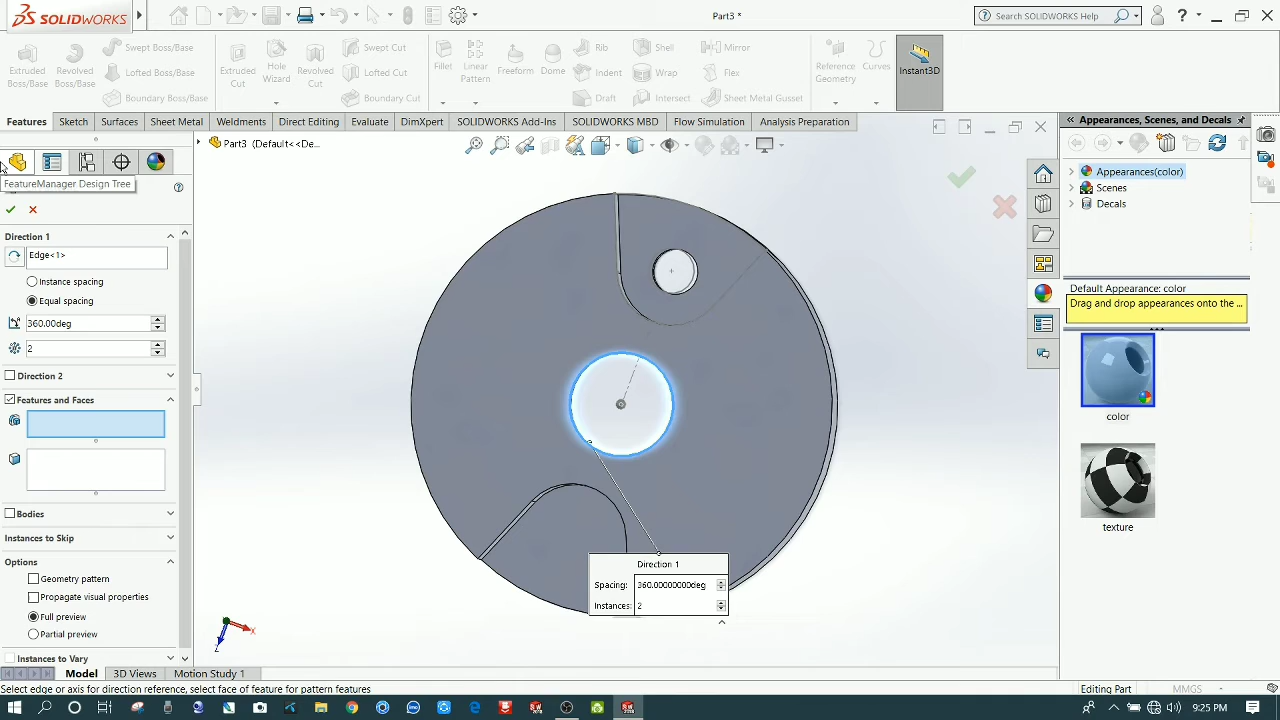 SOLIDWORKS
Part3 *
Search SOLIDWORKS Help
Extruded Boss/Base
Revolved Boss/Base
Swept Boss/Base
Lofted Boss/Base
Boundary Boss/Base
Extruded Cut
Hole Wizard
Revolved Cut
Swept Cut
Lofted Cut
Boundary Cut
Fillet
Linear Pattern
Freeform
Dome
Rib
Indent
Draft
Shell
Wrap
Intersect
Mirror
Flex
Sheet Metal Gusset
Reference Geometry
Curves
Instant3D
Features
Sketch
Surfaces
Sheet Metal
Weldments
Direct Editing
Evaluate
DimXpert
SOLIDWORKS Add-Ins
SOLIDWORKS MBD
Flow Simulation
Analysis Preparation
Part3 (Default<<De...
FeatureManager Design Tree
Direction 1
Edge<1>
Instance spacing
Equal spacing
360.00deg
2
Direction 2
Features and Faces
Bodies
Instances to Skip
Options
Geometry pattern
Propagate visual properties
Full preview
Partial preview
Instances to Vary
Direction 1
Spacing: 360.00000000deg
Instances: 2
X
Z
Appearances, Scenes, and Decals
Appearances(color)
Scenes
Decals
Default Appearance: color
Drag and drop appearances onto the ...
color
texture
Model
3D Views
Motion Study 1
Select edge or axis for direction reference, select face of feature for pattern features
Editing Part
MMGS
9:25 PM